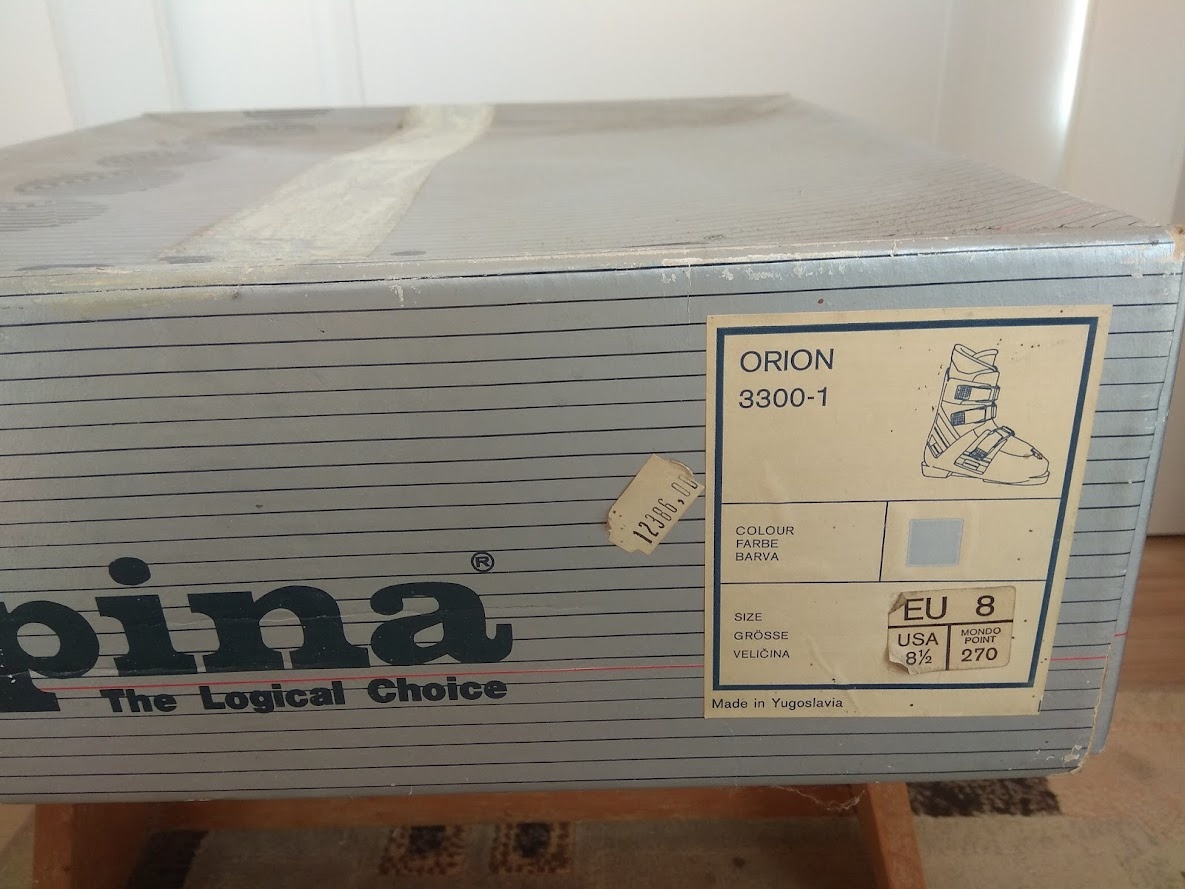 ORION
3300-1
12386,00
COLOUR
FARBE
BARVA
SIZE
GRÖSSE
VELIČINA
EU 8
USA
8½
MONDO
POINT
270
Made in Yugoslavia
pina®
The Logical Choice